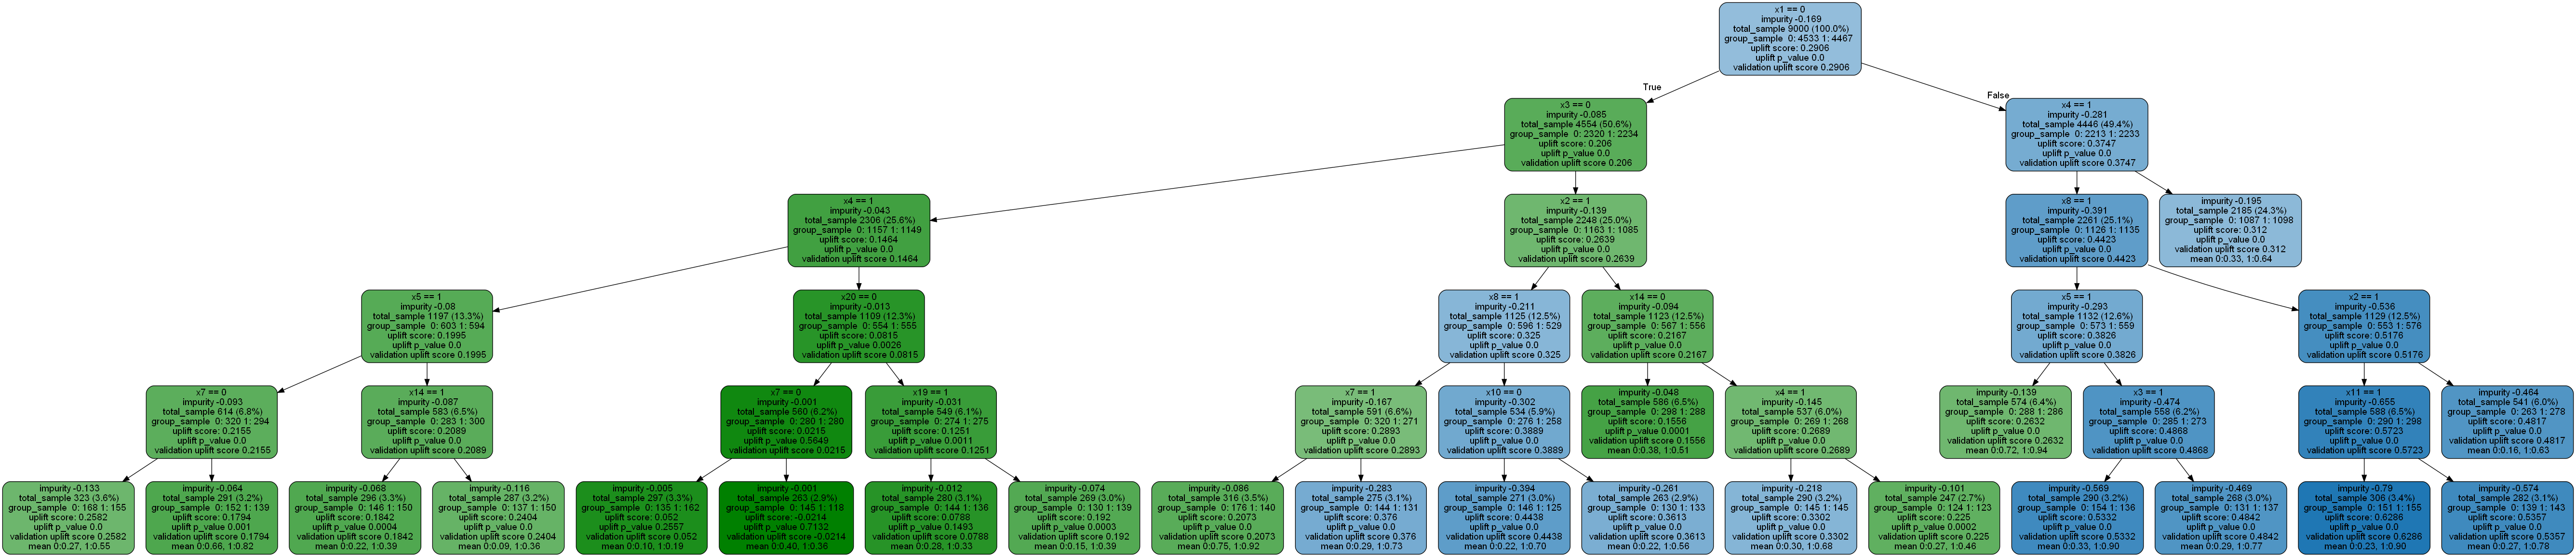 x1 == 0
impurity -0.169
total_sample 9000 (100.0%)
group_sample 0: 4533 1: 4467
uplift score: 0.2906
uplift p_value 0.0
validation uplift score 0.2906
True
False
x3 == 0
impurity -0.085
total_sample 4554 (50.6%)
group_sample 0: 2320 1: 2234
uplift score: 0.206
uplift p_value 0.0
validation uplift score 0.206
x4 == 1
impurity -0.281
total_sample 4446 (49.4%)
group_sample 0: 2213 1: 2233
uplift score: 0.3747
uplift p_value 0.0
validation uplift score 0.3747
x4 == 1
impurity -0.043
total_sample 2306 (25.6%)
group_sample 0: 1157 1: 1149
uplift score: 0.1464
uplift p_value 0.0
validation uplift score 0.1464
x2 == 1
impurity -0.139
total_sample 2248 (25.0%)
group_sample 0: 1163 1: 1085
uplift score: 0.2639
uplift p_value 0.0
validation uplift score 0.2639
x8 == 1
impurity -0.391
total_sample 2261 (25.1%)
group_sample 0: 1126 1: 1135
uplift score: 0.4423
uplift p_value 0.0
validation uplift score 0.4423
impurity -0.195
total_sample 2185 (24.3%)
group_sample 0: 1087 1: 1098
uplift score: 0.312
uplift p_value 0.0
validation uplift score 0.312
mean 0:0.33, 1:0.64
x5 == 1
impurity -0.08
total_sample 1197 (13.3%)
group_sample 0: 603 1: 594
uplift score: 0.1995
uplift p_value 0.0
validation uplift score 0.1995
x20 == 0
impurity -0.013
total_sample 1109 (12.3%)
group_sample 0: 554 1: 555
uplift score: 0.0815
uplift p_value 0.0026
validation uplift score 0.0815
x8 == 1
impurity -0.211
total_sample 1125 (12.5%)
group_sample 0: 596 1: 529
uplift score: 0.325
uplift p_value 0.0
validation uplift score 0.325
x14 == 0
impurity -0.094
total_sample 1123 (12.5%)
group_sample 0: 567 1: 556
uplift score: 0.2167
uplift p_value 0.0
validation uplift score 0.2167
x5 == 1
impurity -0.293
total_sample 1132 (12.6%)
group_sample 0: 573 1: 559
uplift score: 0.3826
uplift p_value 0.0
validation uplift score 0.3826
x2 == 1
impurity -0.536
total_sample 1129 (12.5%)
group_sample 0: 553 1: 576
uplift score: 0.5176
uplift p_value 0.0
validation uplift score 0.5176
x7 == 0
impurity -0.093
total_sample 614 (6.8%)
group_sample 0: 320 1: 294
uplift score: 0.2155
uplift p_value 0.0
validation uplift score 0.2155
x14 == 1
impurity -0.087
total_sample 583 (6.5%)
group_sample 0: 283 1: 300
uplift score: 0.2089
uplift p_value 0.0
validation uplift score 0.2089
x7 == 0
impurity -0.001
total_sample 560 (6.2%)
group_sample 0: 280 1: 280
uplift score: 0.0215
uplift p_value 0.5649
validation uplift score 0.0215
x19 == 1
impurity -0.031
total_sample 549 (6.1%)
group_sample 0: 274 1: 275
uplift score: 0.1251
uplift p_value 0.0011
validation uplift score 0.1251
x7 == 1
impurity -0.167
total_sample 591 (6.6%)
group_sample 0: 320 1: 271
uplift score: 0.2893
uplift p_value 0.0
validation uplift score 0.2893
x10 == 0
impurity -0.302
total_sample 534 (5.9%)
group_sample 0: 276 1: 258
uplift score: 0.3889
uplift p_value 0.0
validation uplift score 0.3889
impurity -0.048
total_sample 586 (6.5%)
group_sample 0: 298 1: 288
uplift score: 0.1556
uplift p_value 0.0001
validation uplift score 0.1556
mean 0:0.38, 1:0.51
x4 == 1
impurity -0.145
total_sample 537 (6.0%)
group_sample 0: 269 1: 268
uplift score: 0.2689
uplift p_value 0.0
validation uplift score 0.2689
impurity -0.139
total_sample 574 (6.4%)
group_sample 0: 288 1: 286
uplift score: 0.2632
uplift p_value 0.0
validation uplift score 0.2632
mean 0:0.72, 1:0.94
x3 == 1
impurity -0.474
total_sample 558 (6.2%)
group_sample 0: 285 1: 273
uplift score: 0.4868
uplift p_value 0.0
validation uplift score 0.4868
x11 == 1
impurity -0.655
total_sample 588 (6.5%)
group_sample 0: 290 1: 298
uplift score: 0.5723
uplift p_value 0.0
validation uplift score 0.5723
impurity -0.464
total_sample 541 (6.0%)
group_sample 0: 263 1: 278
uplift score: 0.4817
uplift p_value 0.0
validation uplift score 0.4817
mean 0:0.16, 1:0.63
impurity -0.133
total_sample 323 (3.6%)
group_sample 0: 168 1: 155
uplift score: 0.2582
uplift p_value 0.0
validation uplift score 0.2582
mean 0:0.27, 1:0.55
impurity -0.064
total_sample 291 (3.2%)
group_sample 0: 152 1: 139
uplift score: 0.1794
uplift p_value 0.001
validation uplift score 0.1794
mean 0:0.66, 1:0.82
impurity -0.068
total_sample 296 (3.3%)
group_sample 0: 146 1: 150
uplift score: 0.1842
uplift p_value 0.0004
validation uplift score 0.1842
mean 0:0.22, 1:0.39
impurity -0.116
total_sample 287 (3.2%)
group_sample 0: 137 1: 150
uplift score: 0.2404
uplift p_value 0.0
validation uplift score 0.2404
mean 0:0.09, 1:0.36
impurity -0.005
total_sample 297 (3.3%)
group_sample 0: 135 1: 162
uplift score: 0.052
uplift p_value 0.2557
validation uplift score 0.052
mean 0:0.10, 1:0.19
impurity -0.001
total_sample 263 (2.9%)
group_sample 0: 145 1: 118
uplift score: -0.0214
uplift p_value 0.7132
validation uplift score -0.0214
mean 0:0.40, 1:0.36
impurity -0.012
total_sample 280 (3.1%)
group_sample 0: 144 1: 136
uplift score: 0.0788
uplift p_value 0.1493
validation uplift score 0.0788
mean 0:0.28, 1:0.33
impurity -0.074
total_sample 269 (3.0%)
group_sample 0: 130 1: 139
uplift score: 0.192
uplift p_value 0.0003
validation uplift score 0.192
mean 0:0.15, 1:0.39
impurity -0.086
total_sample 316 (3.5%)
group_sample 0: 176 1: 140
uplift score: 0.2073
uplift p_value 0.0
validation uplift score 0.2073
mean 0:0.75, 1:0.92
impurity -0.283
total_sample 275 (3.1%)
group_sample 0: 144 1: 131
uplift score: 0.376
uplift p_value 0.0
validation uplift score 0.376
mean 0:0.29, 1:0.73
impurity -0.394
total_sample 271 (3.0%)
group_sample 0: 146 1: 125
uplift score: 0.4438
uplift p_value 0.0
validation uplift score 0.4438
mean 0:0.22, 1:0.70
impurity -0.261
total_sample 263 (2.9%)
group_sample 0: 130 1: 133
uplift score: 0.3613
uplift p_value 0.0
validation uplift score 0.3613
mean 0:0.22, 1:0.56
impurity -0.218
total_sample 290 (3.2%)
group_sample 0: 145 1: 145
uplift score: 0.3302
uplift p_value 0.0
validation uplift score 0.3302
mean 0:0.30, 1:0.68
impurity -0.101
total_sample 247 (2.7%)
group_sample 0: 124 1: 123
uplift score: 0.225
uplift p_value 0.0002
validation uplift score 0.225
mean 0:0.27, 1:0.46
impurity -0.569
total_sample 290 (3.2%)
group_sample 0: 154 1: 136
uplift score: 0.5332
uplift p_value 0.0
validation uplift score 0.5332
mean 0:0.33, 1:0.90
impurity -0.469
total_sample 268 (3.0%)
group_sample 0: 131 1: 137
uplift score: 0.4842
uplift p_value 0.0
validation uplift score 0.4842
mean 0:0.29, 1:0.77
impurity -0.79
total_sample 306 (3.4%)
group_sample 0: 151 1: 155
uplift score: 0.6286
uplift p_value 0.0
validation uplift score 0.6286
mean 0:0.23, 1:0.90
impurity -0.574
total_sample 282 (3.1%)
group_sample 0: 139 1: 143
uplift score: 0.5357
uplift p_value 0.0
validation uplift score 0.5357
mean 0:0.27, 1:0.78